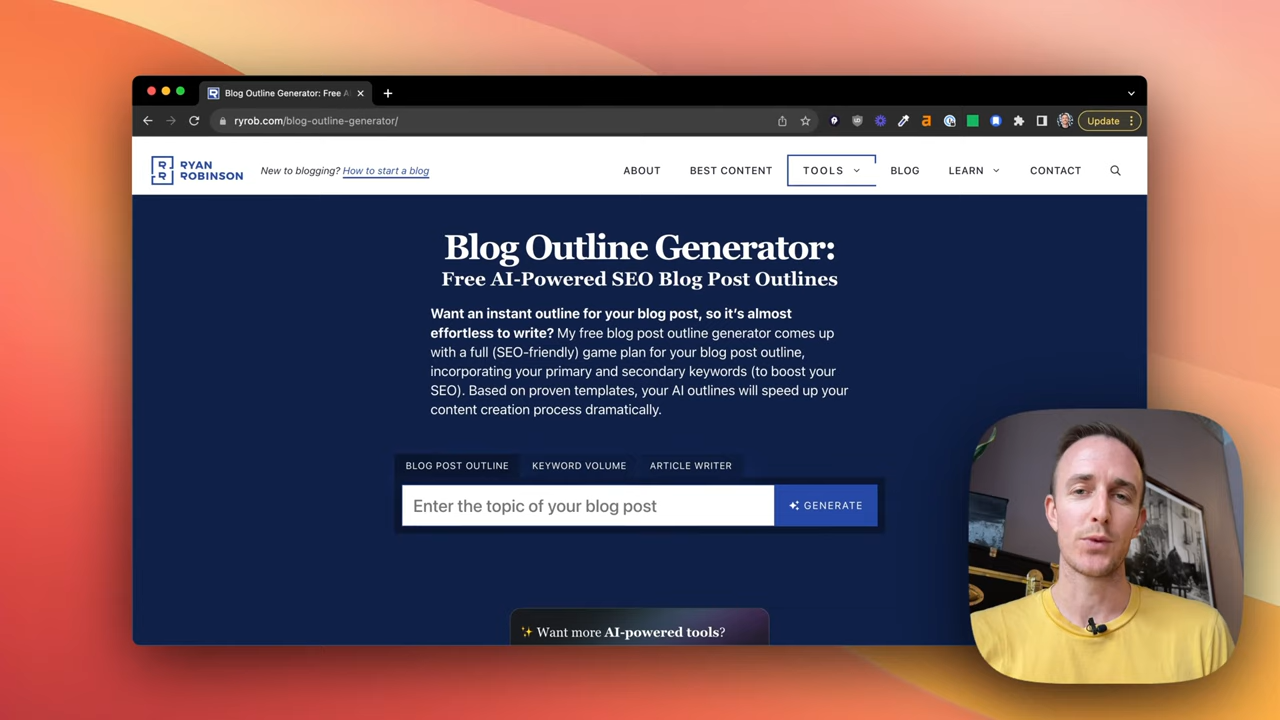 Blog Outline Generator: Free A
ryrob.com/blog-outline-generator/
Update
RYAN
ROBINSON
New to blogging? How to start a blog
ABOUT
BEST CONTENT
TOOLS
BLOG
LEARN
CONTACT
Blog Outline Generator:
Free AI-Powered SEO Blog Post Outlines
Want an instant outline for your blog post, so it's almost
effortless to write? My free blog post outline generator comes up
with a full (SEO-friendly) game plan for your blog post outline,
incorporating your primary and secondary keywords (to boost your
SEO). Based on proven templates, your AI outlines will speed up your
content creation process dramatically.
BLOG POST OUTLINE
KEYWORD VOLUME
ARTICLE WRITER
Enter the topic of your blog post
GENERATE
Want more AI-powered tools?